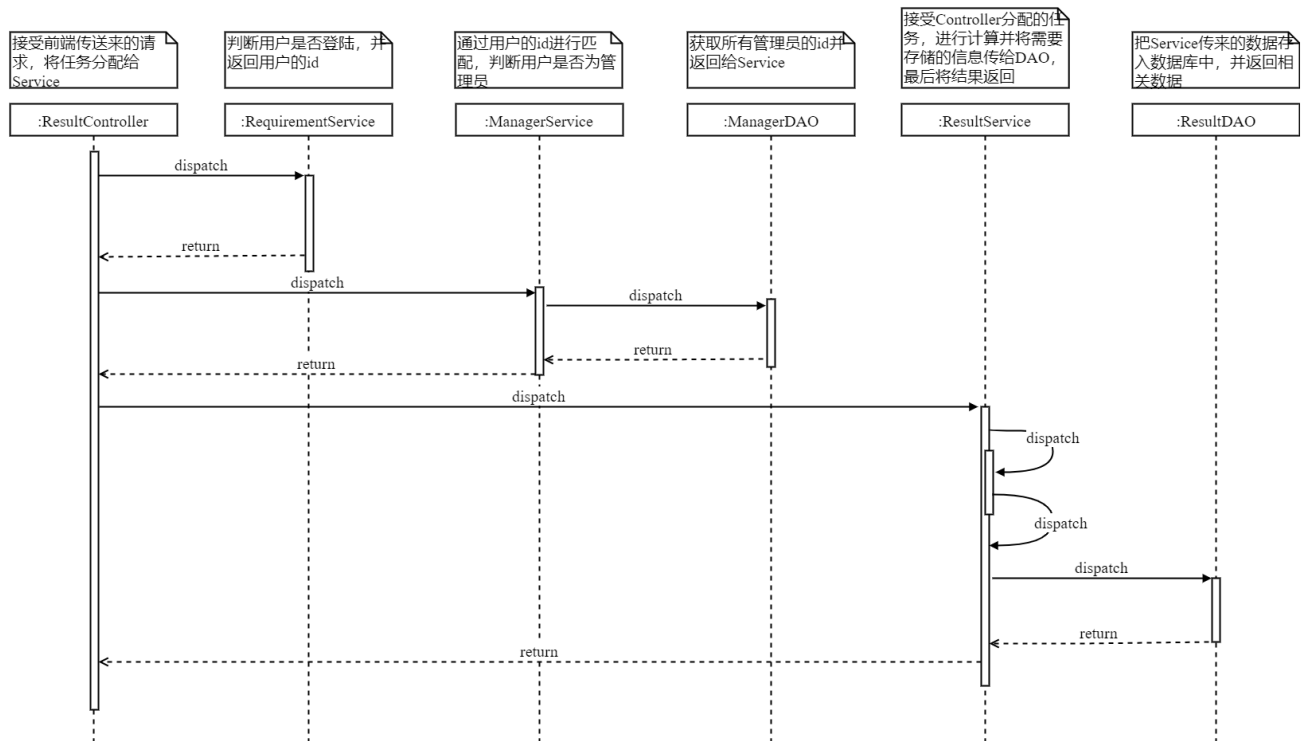 接受前端传送来的请
求，将任务分配给
Service
判断用户是否登陆，并
返回用户的id
通过用户的id进行匹
配，判断用户是否为管
理员
获取所有管理员的id并
返回给Service
接受Controller分配的任
务，进行计算并将需要
存储的信息传给DAO，
最后将结果返回
把Service传来的数据存
入数据库中，并返回相
关数据
:ResultController
:RequirementService
:ManagerService
:ManagerDAO
:ResultService
:ResultDAO
dispatch
return
dispatch
dispatch
return
return
dispatch
dispatch
dispatch
dispatch
return
return